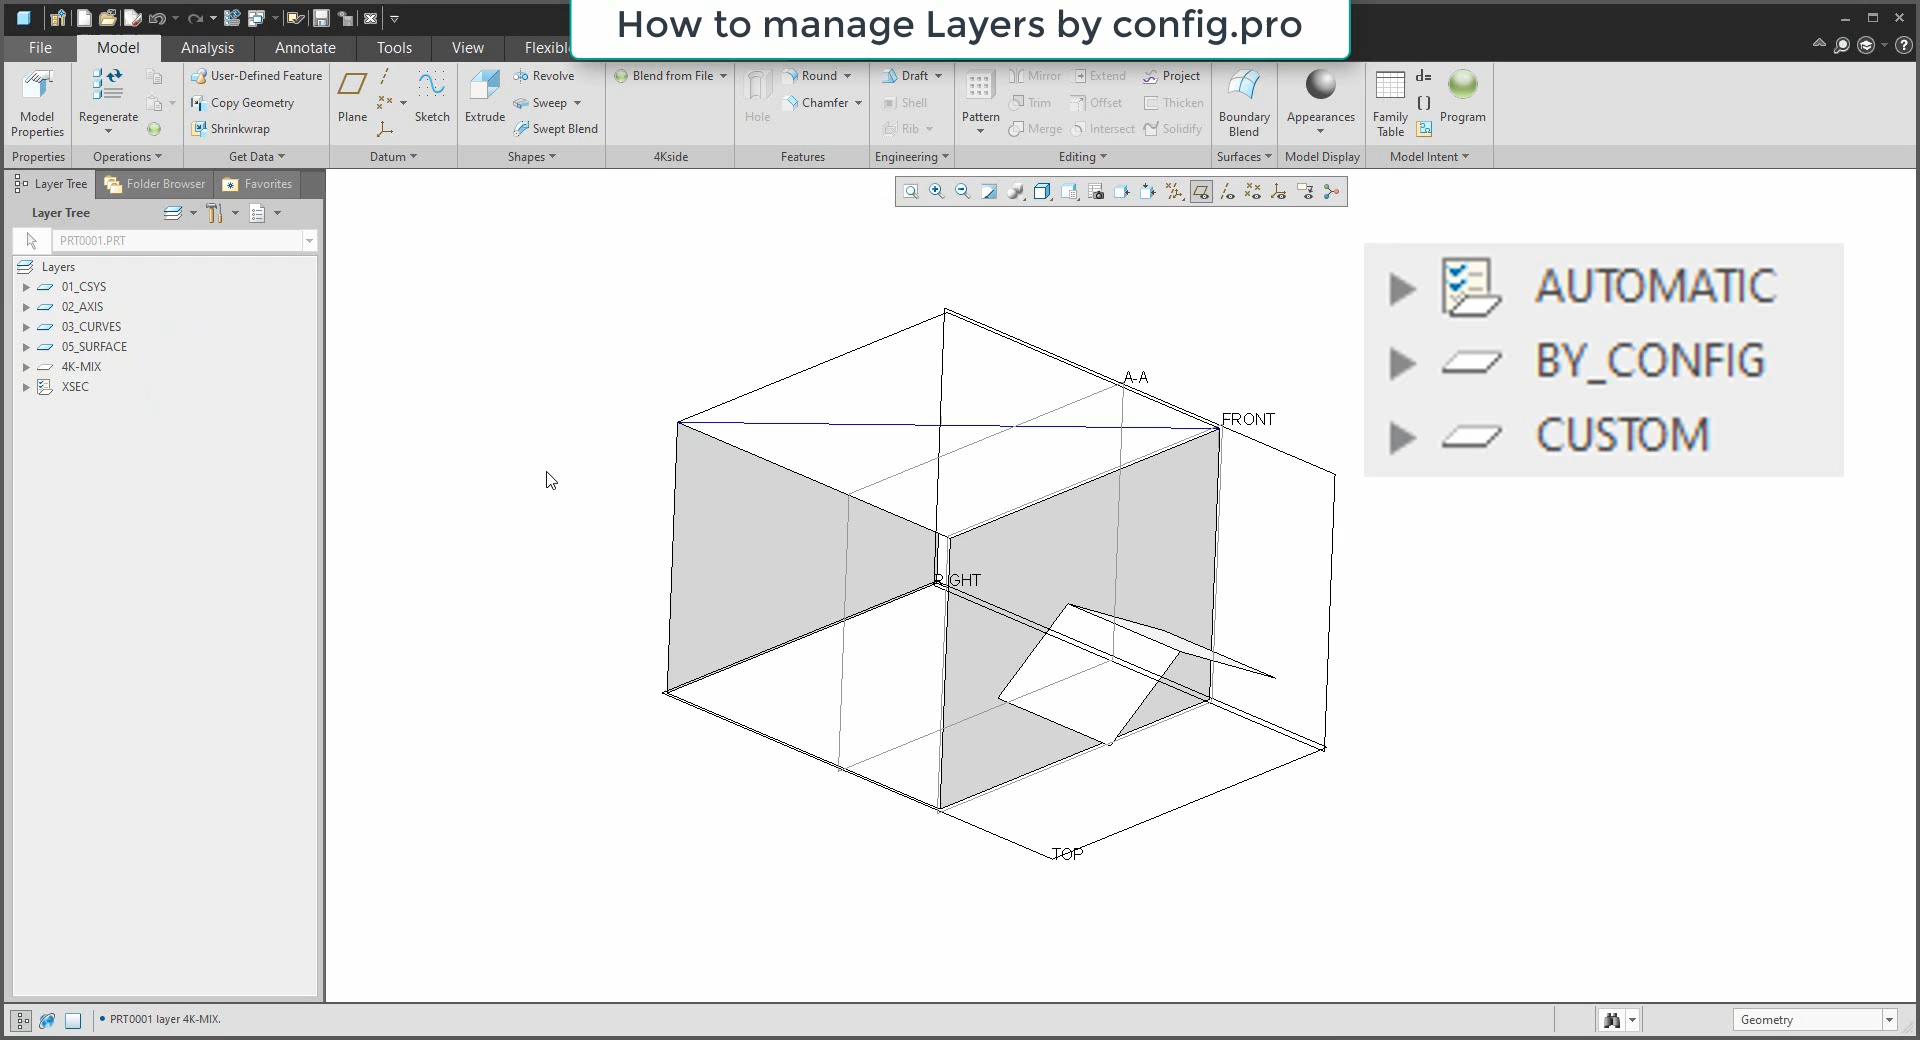 How to manage Layers by config.pro
File Model Analysis Annotate Tools View Flexibl
Model Properties
Regenerate
User-Defined Feature
Copy Geometry
Shrinkwrap
Plane
Sketch
Extrude
Revolve
Sweep
Swept Blend
Blend from File
Hole
Round
Chamfer
Draft
Shell
Rib
Pattern
Mirror Extend Project
Trim Offset Thicken
Merge Intersect Solidify
Boundary Blend
Appearances
Family Table
d=
[ ]
Program
Properties Operations Get Data Datum Shapes 4Kside Features Engineering Editing Surfaces Model Display Model Intent
Layer Tree Folder Browser Favorites
Layer Tree
PRT0001.PRT
Layers
01_CSYS
02_AXIS
03_CURVES
05_SURFACE
4K-MIX
XSEC
A-A
FRONT
RIGHT
TOP
AUTOMATIC
BY_CONFIG
CUSTOM
• PRT0001 layer 4K-MIX.
Geometry